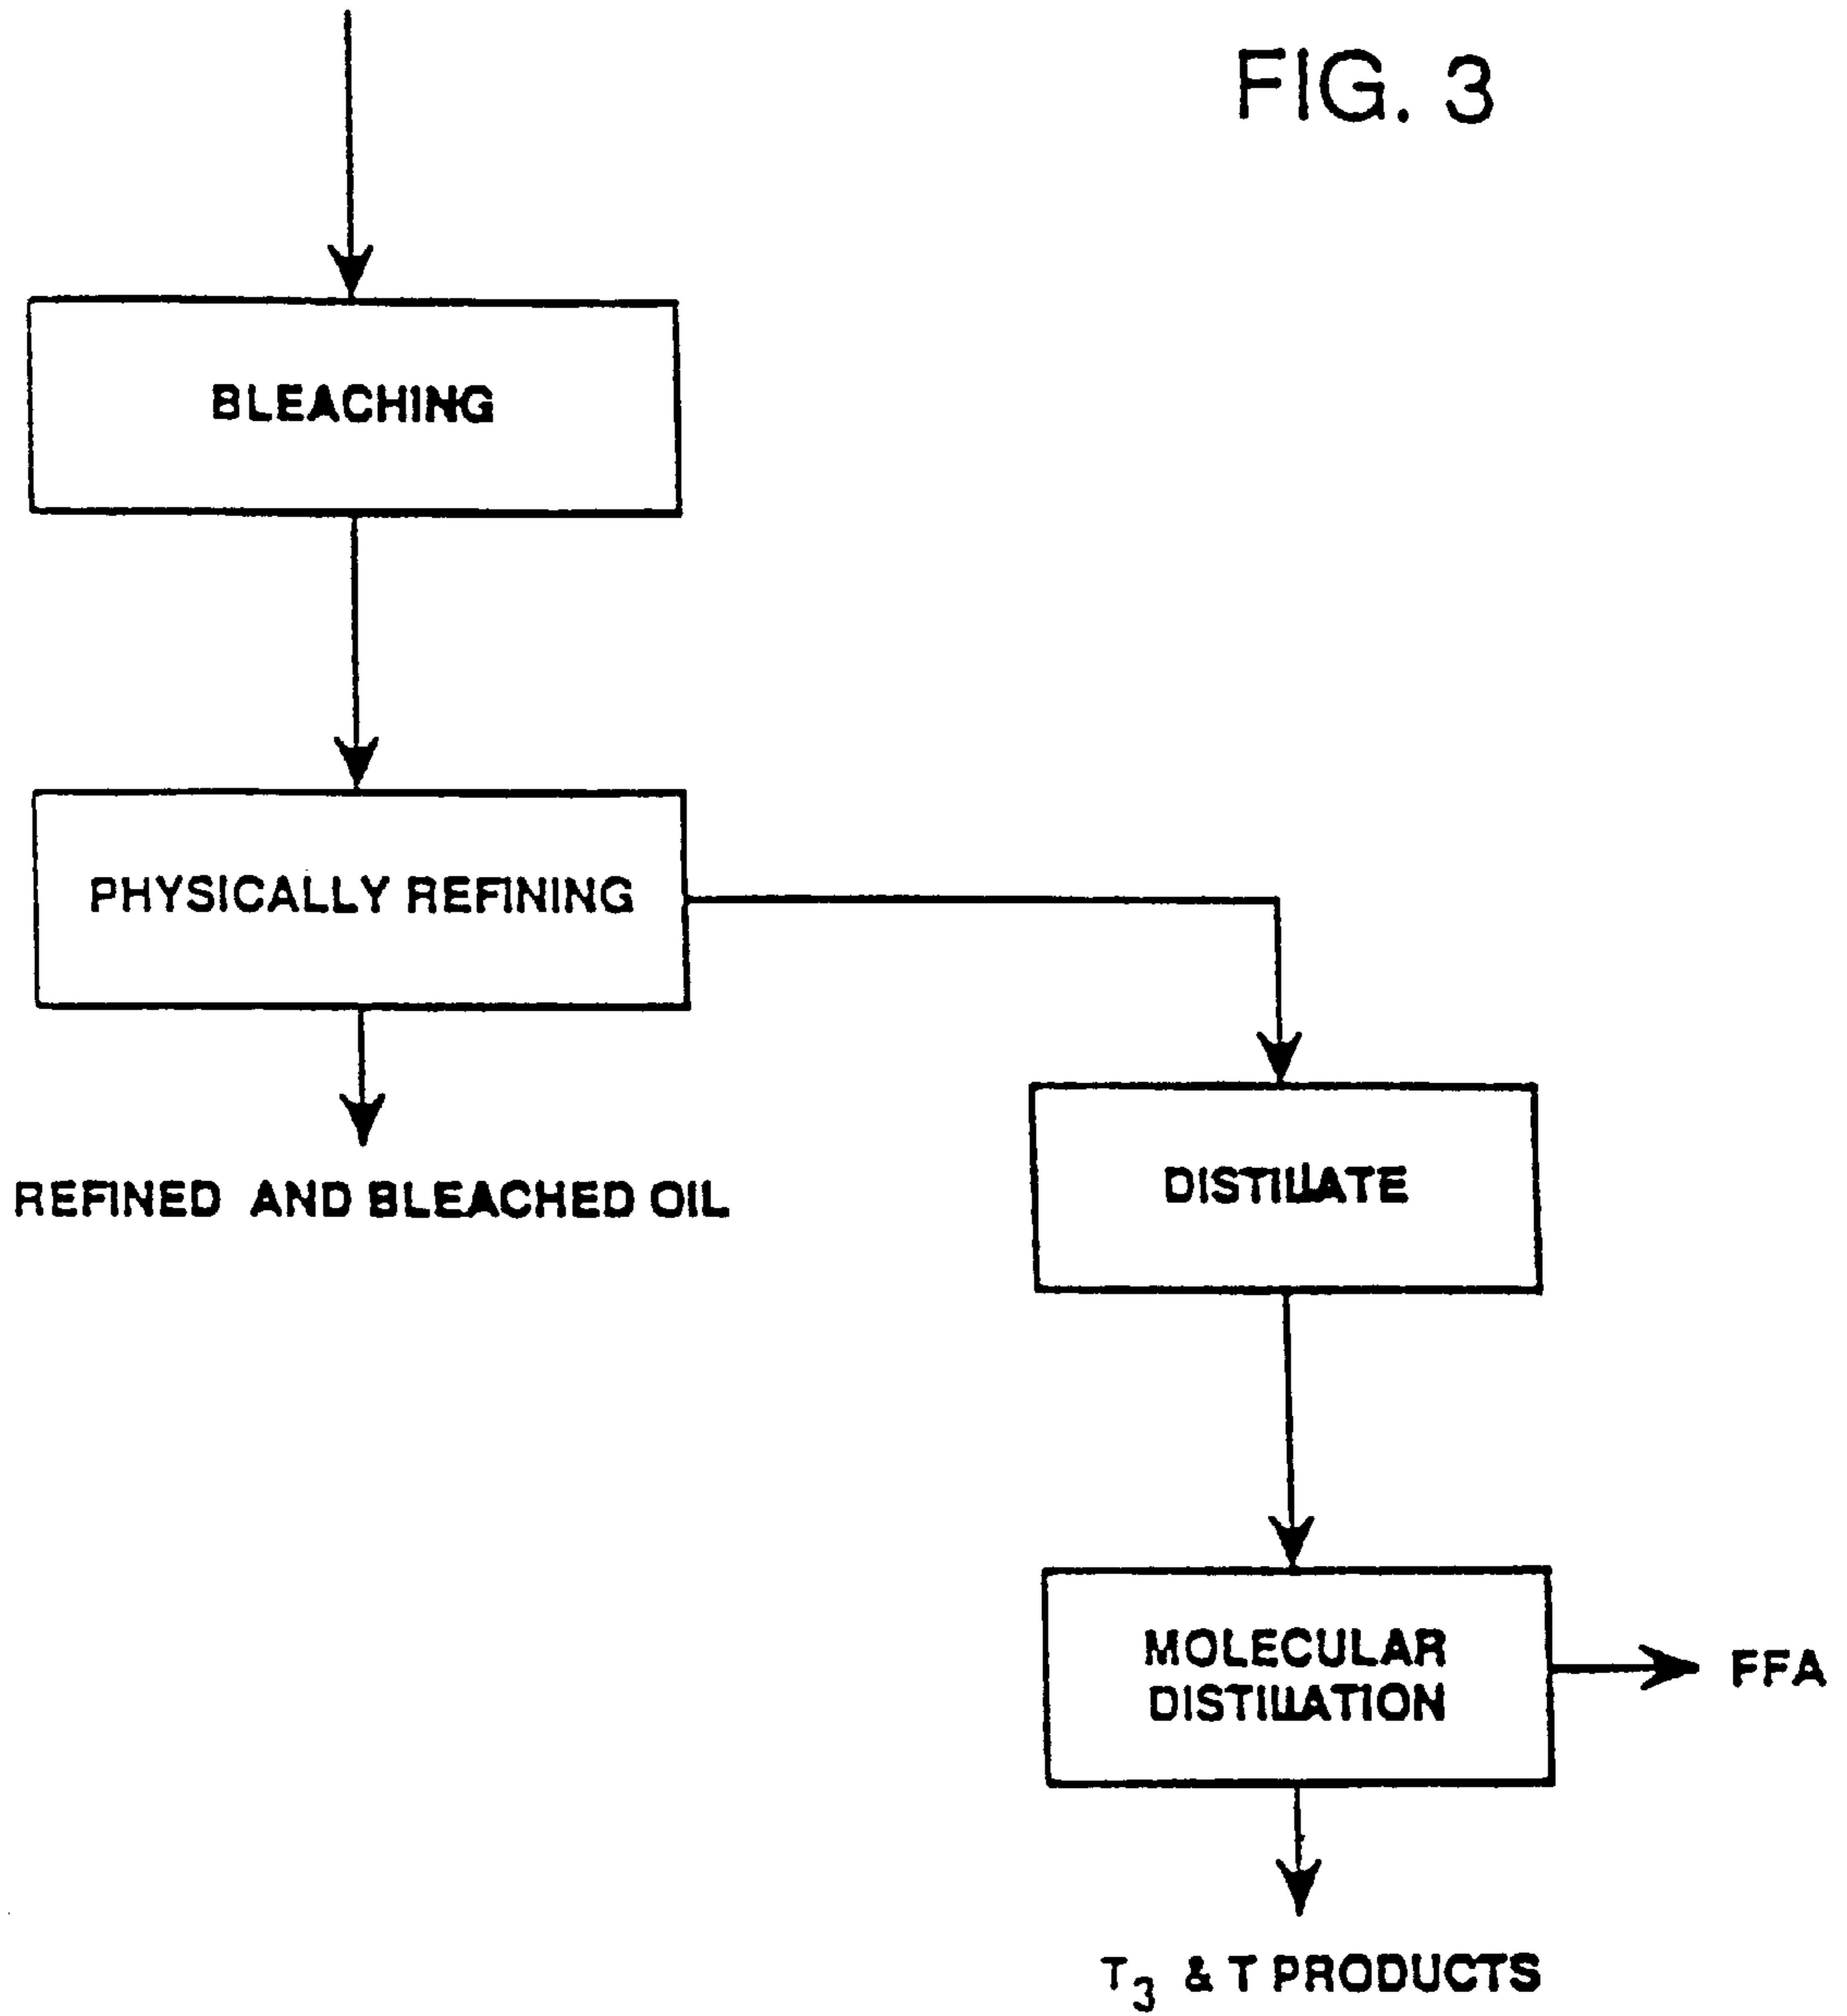 FIG. 3
BLEACHING
PHYSICALLY REFINING
REFINED AND BLEACHED OIL
DISTILLATE
MOLECULAR
DISTILLATION
FFA
T₃ & T PRODUCTS